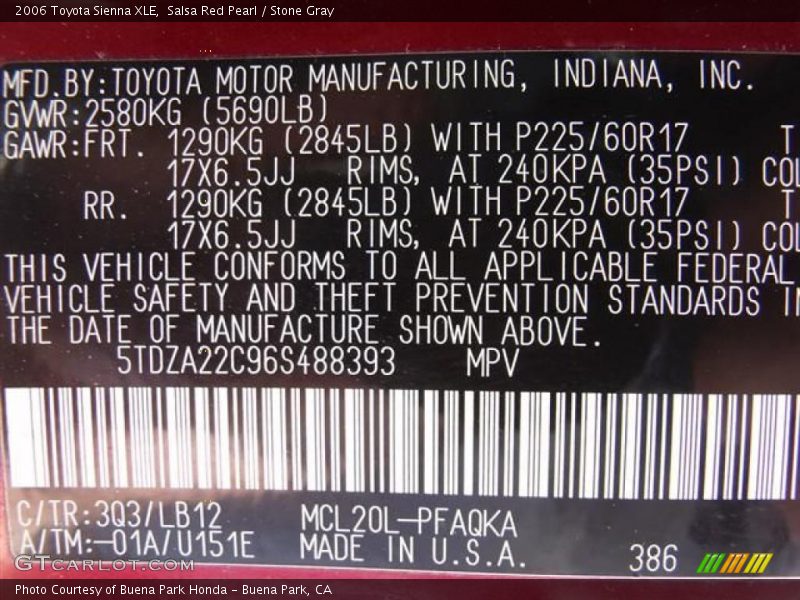 2006 Toyota Sienna XLE,  Salsa Red Pearl / Stone Gray
MFD.BY:TOYOTA MOTOR MANUFACTURING, INDIANA, INC.
GVWR:2580KG (5690LB)
GAWR:FRT. 1290KG (2845LB) WITH P225/60R17 T
17X6.5JJ RIMS, AT 240KPA (35PSI) COL
RR. 1290KG (2845LB) WITH P225/60R17 T
17X6.5JJ RIMS, AT 240KPA (35PSI) COL
THIS VEHICLE CONFORMS TO ALL APPLICABLE FEDERAL
VEHICLE SAFETY AND THEFT PREVENTION STANDARDS IN
THE DATE OF MANUFACTURE SHOWN ABOVE.
5TDZA22C96S488393 MPV
C/TR:3Q3/LB12 MCL20L-PFAQKA
A/TM:-01A/U151E MADE IN U.S.A. 386
GTCARLOT.COM
Photo Courtesy of Buena Park Honda - Buena Park, CA